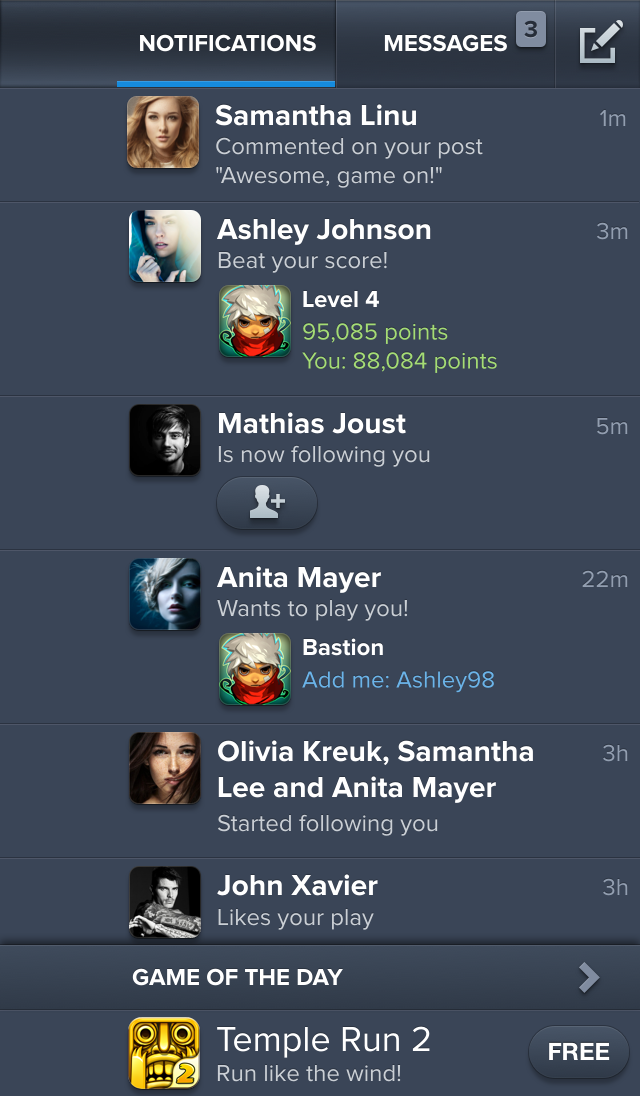 NOTIFICATIONS
MESSAGES
3
Samantha Linu
1m
Commented on your post
"Awesome, game on!"
Ashley Johnson
3m
Beat your score!
Level 4
95,085 points
You: 88,084 points
Mathias Joust
5m
Is now following you
Anita Mayer
22m
Wants to play you!
Bastion
Add me: Ashley98
Olivia Kreuk, Samantha
3h
Lee and Anita Mayer
Started following you
John Xavier
3h
Likes your play
GAME OF THE DAY
Temple Run 2
2
FREE
Run like the wind!